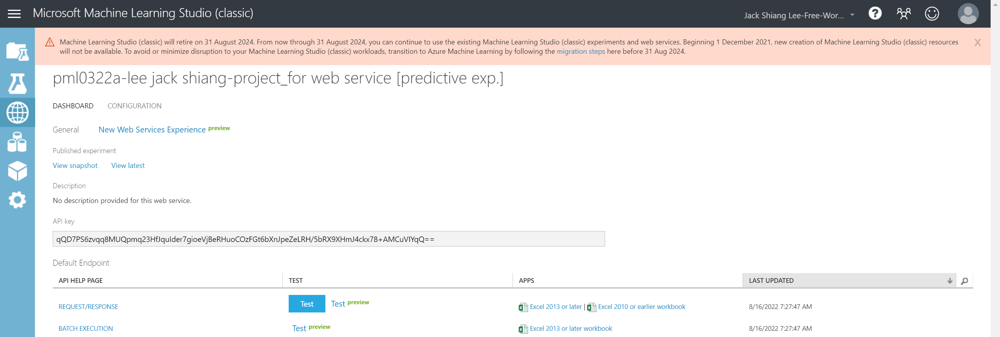 Microsoft Machine Learning Studio (classic)
Jack Shiang Lee-Free-Wor...
Machine Learning Studio (classic) will retire on 31 August 2024. From now through 31 August 2024, you can continue to use the existing Machine Learning Studio (classic) experiments and web services. Beginning 1 December 2021, new creation of Machine Learning Studio (classic) resources
will not be available. To avoid or minimize disruption to your Machine Learning Studio (classic) workloads, transition to Azure Machine Learning by following the migration steps here before 31 Aug 2024.
X
pml0322a-lee jack shiang-project_for web service [predictive exp.]
DASHBOARD CONFIGURATION
General New Web Services Experience preview
Published experiment
View snapshot View latest
Description
No description provided for this web service.
API key
qQD7PS6zvqq8MUQpmq23HfJquIder7gioeVjBeRHuoCOzFGt6bXnJpeZeLRH/5bRX9XHmJ4ckx78+AMCuVIYqQ==
Default Endpoint
API HELP PAGE TEST APPS LAST UPDATED
REQUEST/RESPONSE Test Test preview Excel 2013 or later | Excel 2010 or earlier workbook 8/16/2022 7:27:47 AM
BATCH EXECUTION Test preview Excel 2013 or later workbook 8/16/2022 7:27:47 AM